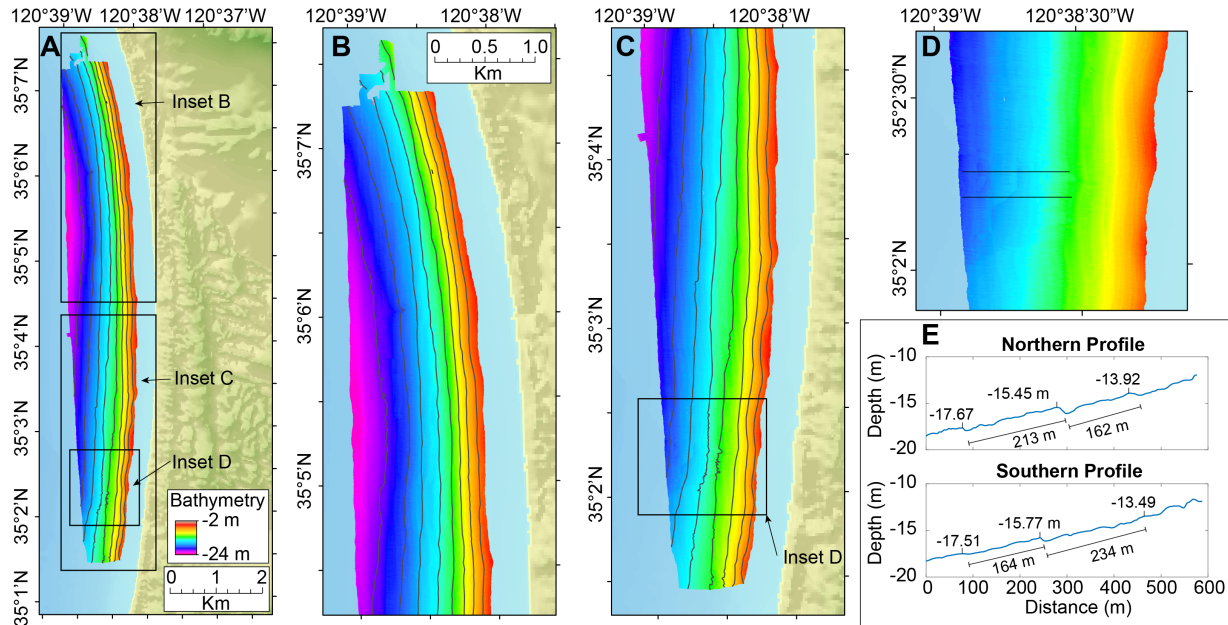 120°39'W 120°38'W 120°37'W
A
35°7'N
35°6'N
35°5'N
35°4'N
35°3'N
35°2'N
35°1'N
Inset B
Inset C
Inset D
Bathymetry
-2 m
-24 m
0 1 2
Km
120°39'W 120°38'W
B
0 0.5 1.0
Km
35°7'N
35°6'N
35°5'N
120°39'W 120°38'W
C
35°4'N
35°3'N
35°2'N
Inset D
120°39'W 120°38'30"W
D
35°2'30"N
35°2'N
E
Northern Profile
Depth (m)
-10
-15
-20
-17.67
-15.45 m
-13.92
213 m
162 m
Southern Profile
Depth (m)
-10
-15
-20
-17.51
-15.77 m
-13.49
164 m
234 m
0 100 200 300 400 500 600
Distance (m)